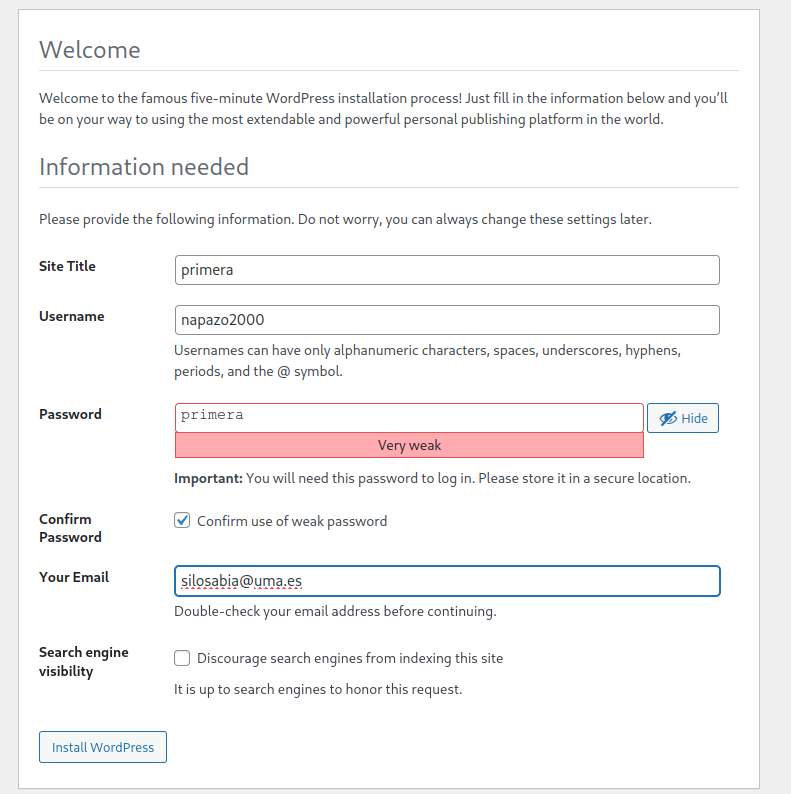 Welcome
Welcome to the famous five-minute WordPress installation process! Just fill in the information below and you’ll
be on your way to using the most extendable and powerful personal publishing platform in the world.
Information needed
Please provide the following information. Do not worry, you can always change these settings later.
Site Title
primera
Username
napazo2000
Usernames can have only alphanumeric characters, spaces, underscores, hyphens,
periods, and the @ symbol.
Password
primera
Hide
Very weak
Important: You will need this password to log in. Please store it in a secure location.
Confirm
Password
Confirm use of weak password
Your Email
silosabia@uma.es
Double-check your email address before continuing.
Search engine
visibility
Discourage search engines from indexing this site
It is up to search engines to honor this request.
Install WordPress